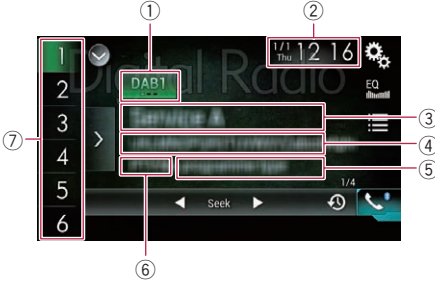 ①
②
1/1 Thu 12 16
1
2
3
4
5
6
Digital Radio
DAB1
EQ
③
④
⑤
⑥
⑦
1/4
Seek